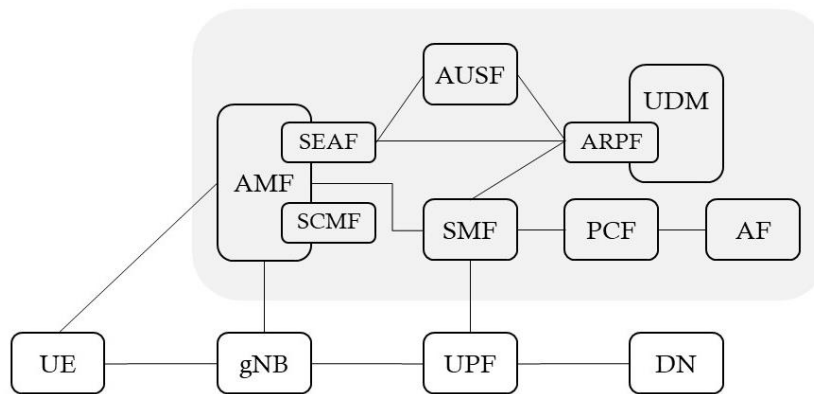 AUSF
UDM
SEAF
ARPF
AMF
SCMF
SMF
PCF
AF
UE
gNB
UPF
DN